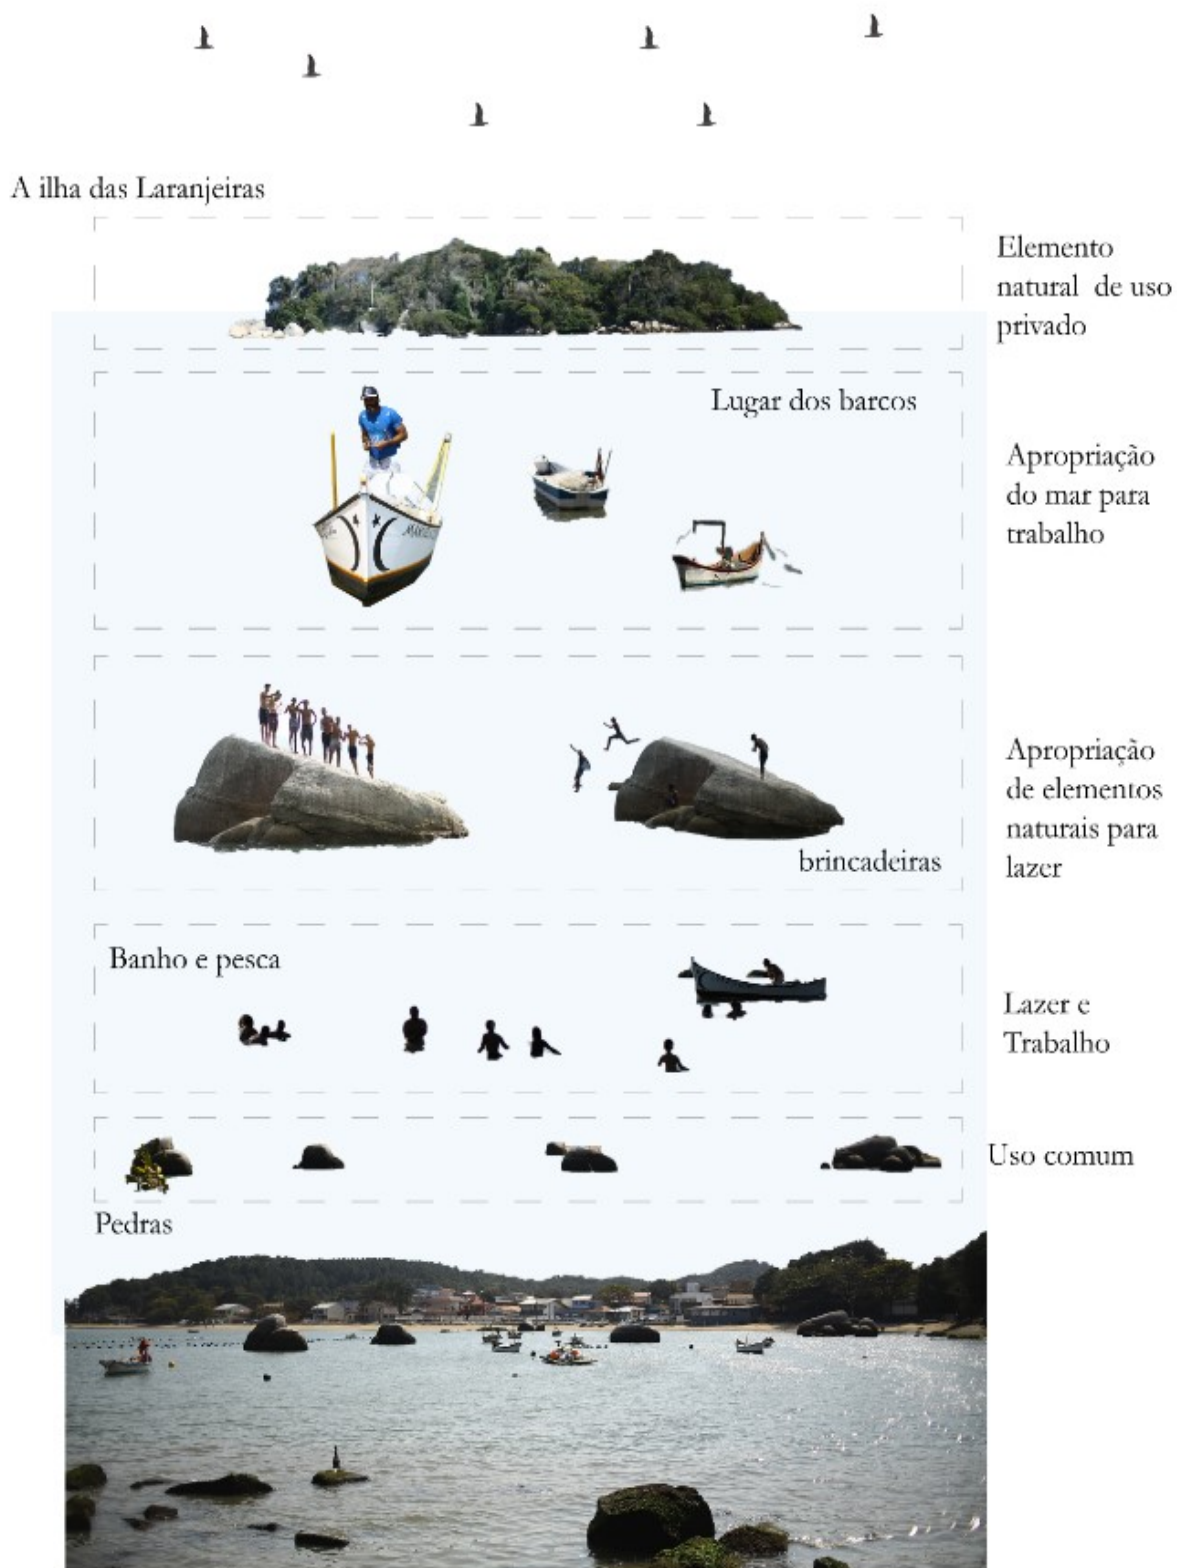 A ilha das Laranjeiras
Elemento
natural de uso
privado
Lugar dos barcos
Apropriação
do mar para
trabalho
Apropriação
de elementos
naturais para
lazer
brincadeiras
Banho e pesca
Lazer e
Trabalho
Uso comum
Pedras